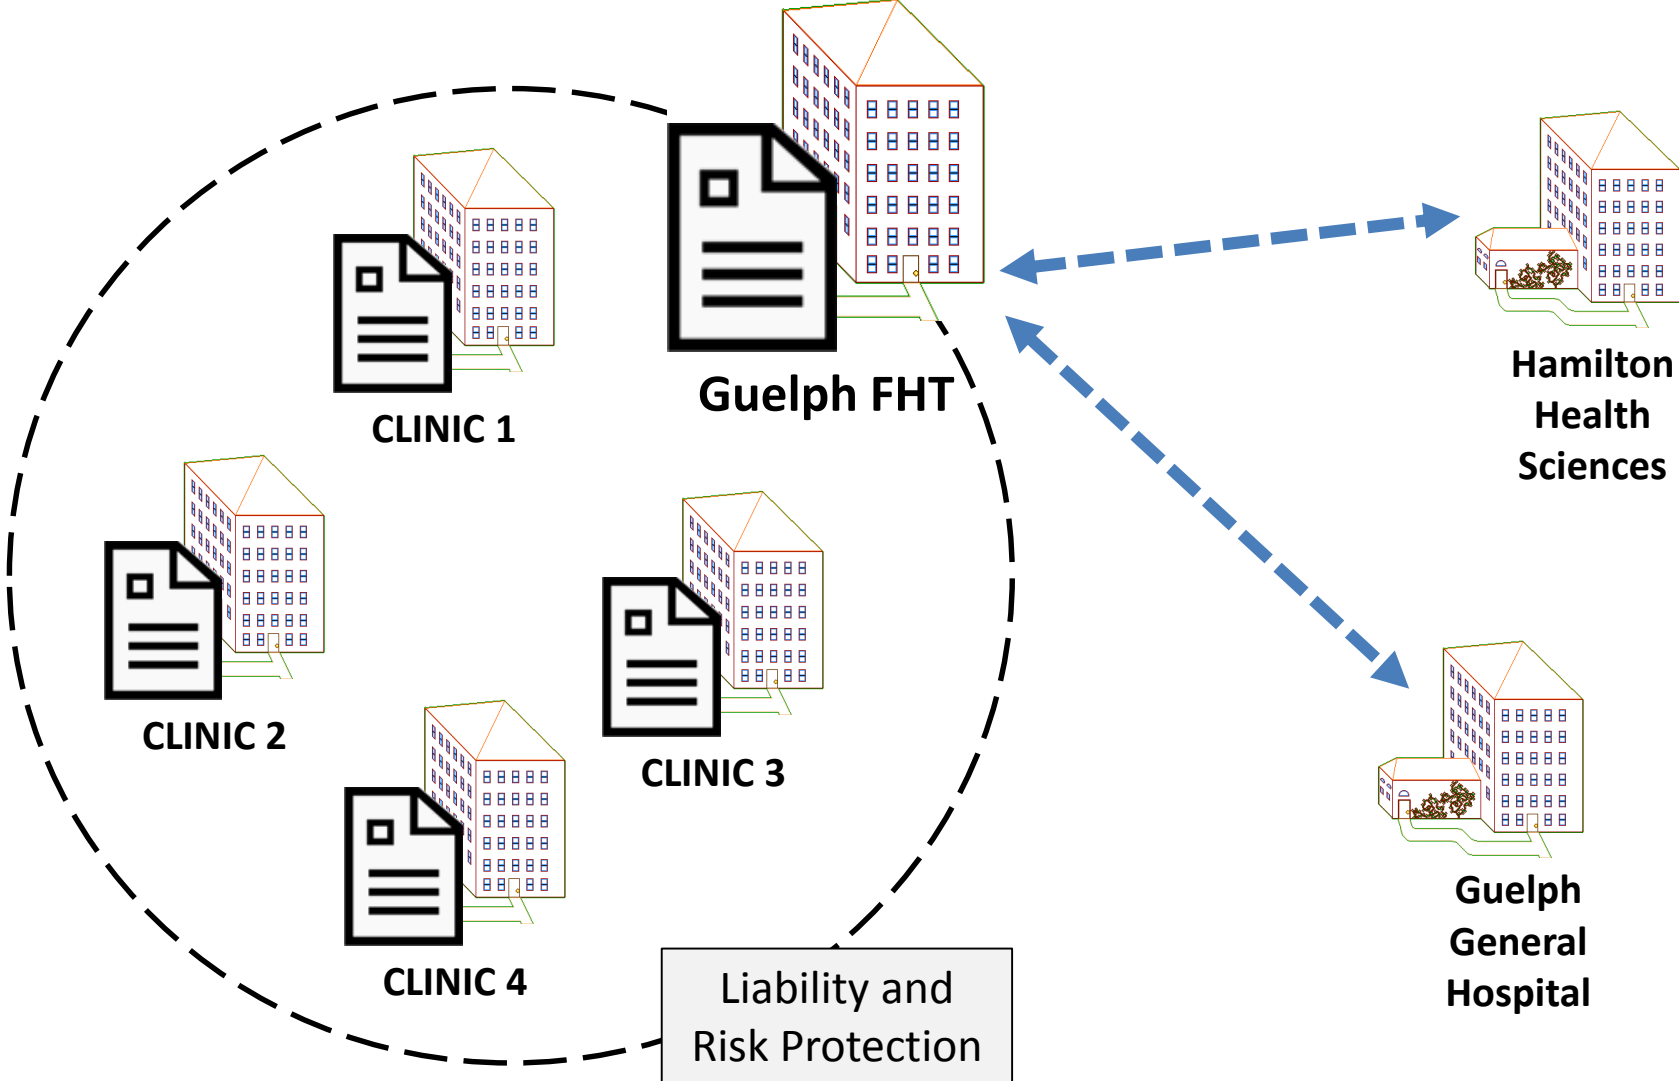 Guelph FHT
CLINIC 1
CLINIC 2
CLINIC 3
CLINIC 4
Liability and
Risk Protection
Hamilton
Health
Sciences
Guelph
General
Hospital